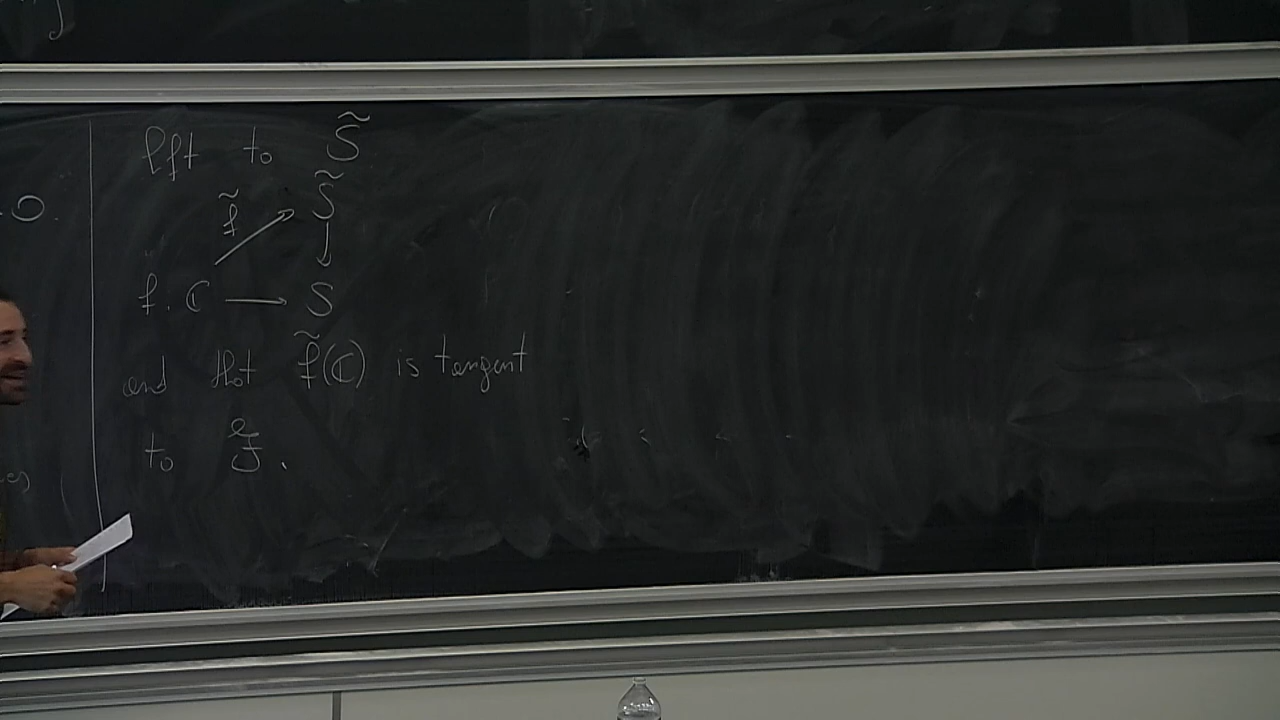 lift to S̃
S̃
f̃ ↗ ↓
f. ℂ → S
and that f̃(ℂ) is tangent
to ℱ.
O.